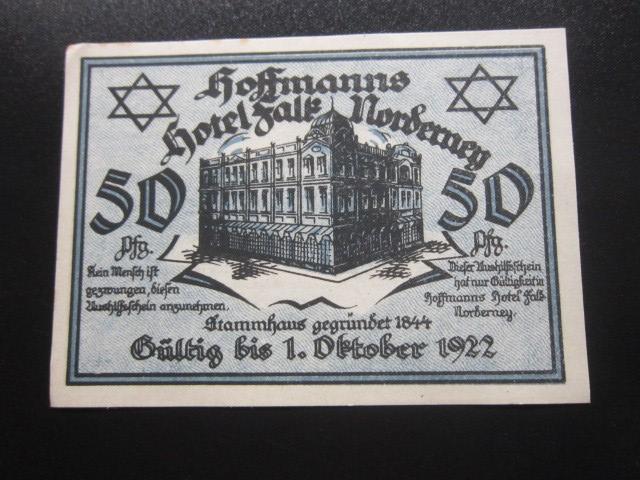 Hoffmanns
Hotel Falk Norderney
50
Pfg.
50
Pfg.
Kein Mensch ist
gezwungen, diesen
Aushilfsschein anzunehmen.
Dieser Aushilfsschein
hat nur Gültigkeit in
Hoffmanns Hotel Falk
Norderney.
Stammhaus gegründet 1844
Gültig bis 1. Oktober 1922